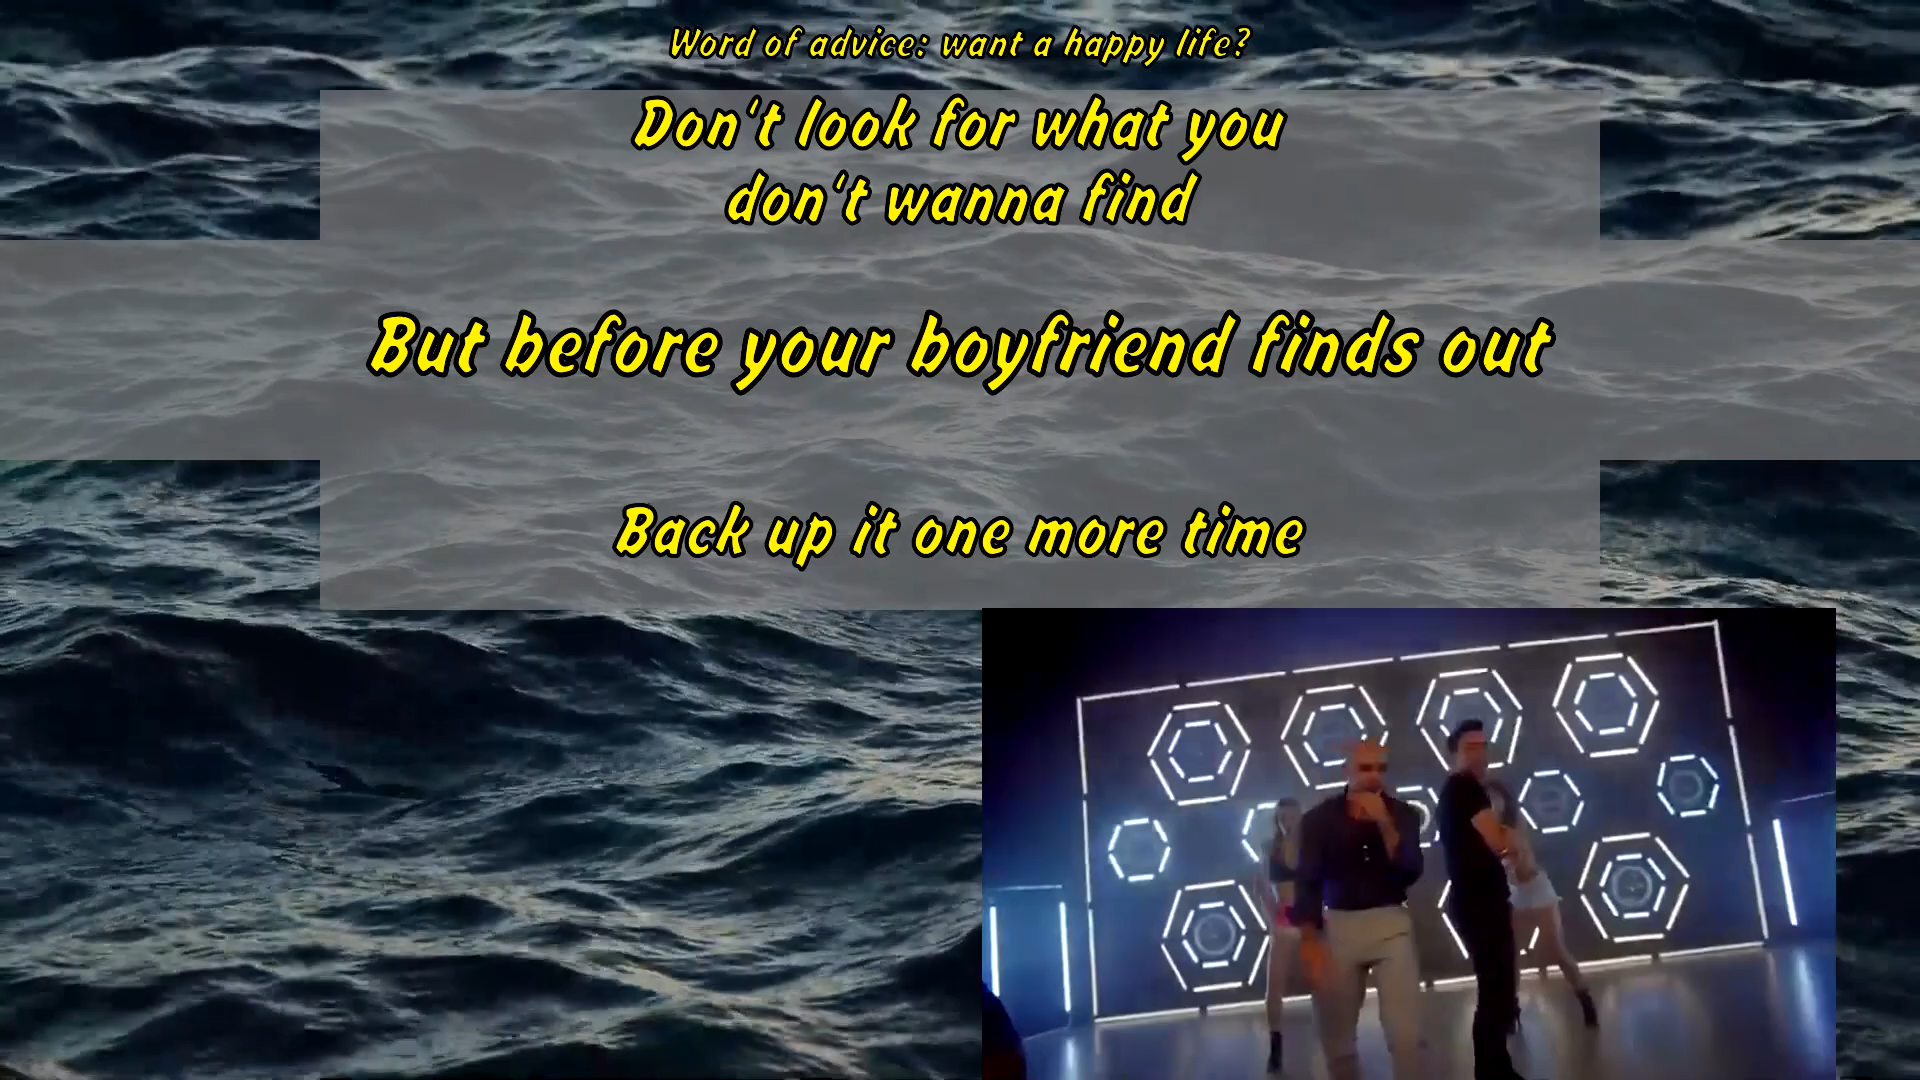 Word of advice: want a happy life?
Don't look for what you
don't wanna find
But before your boyfriend finds out
Back up it one more time